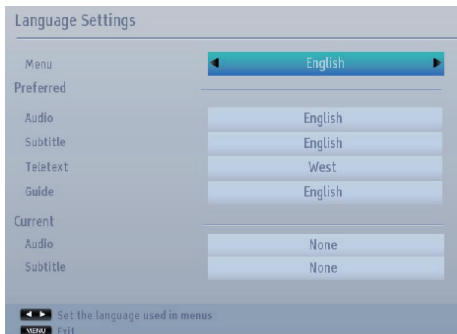 Language Settings
Menu English
Preferred
Audio English
Subtitle English
Teletext West
Guide English
Current
Audio None
Subtitle None
Set the language used in menus
MENU Exit